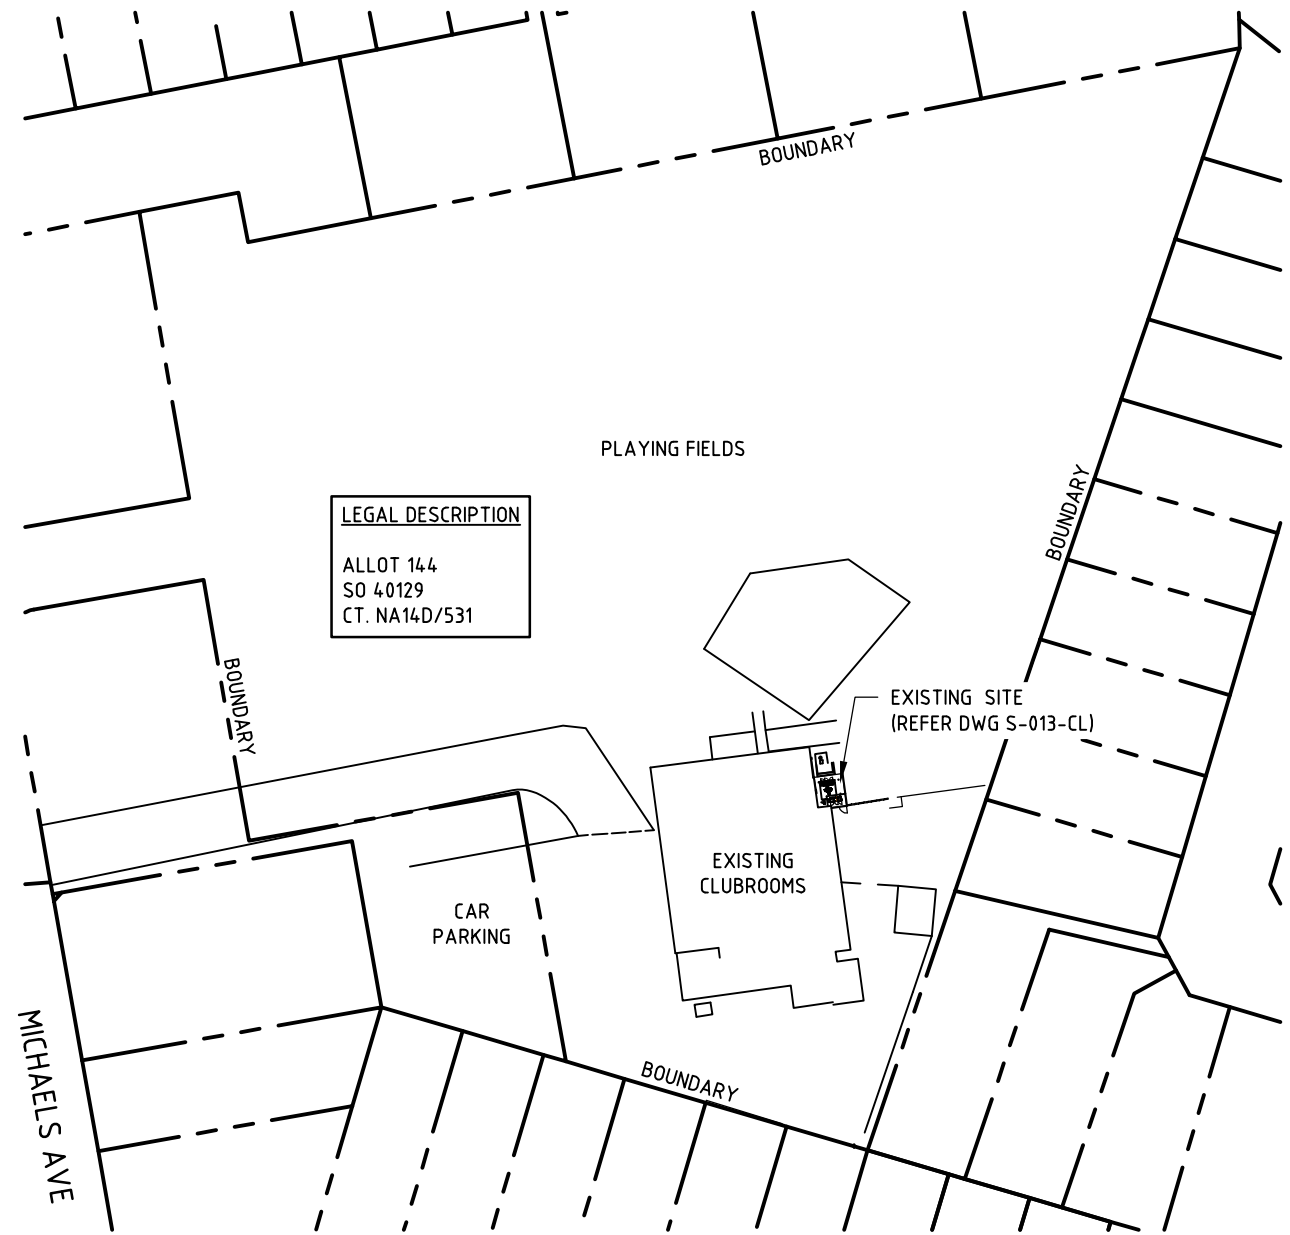 BOUNDARY
PLAYING FIELDS
BOUNDARY
LEGAL DESCRIPTION
ALLOT 144
SO 40129
CT. NA14D/531
BOUNDARY
EXISTING SITE
(REFER DWG S-013-CL)
EXISTING
CLUBROOMS
CAR
PARKING
MICHAELS AVE
BOUNDARY